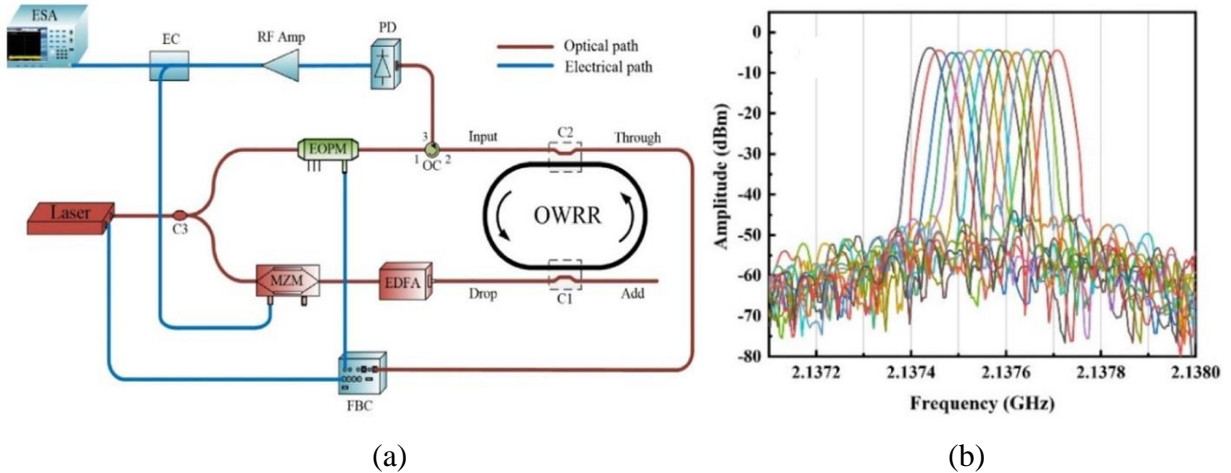 ESA
EC
RF Amp
PD
Optical path
Electrical path
EOPM
3
1
2
OC
Input
C2
Through
Laser
C3
OWRR
MZM
EDFA
Drop
C1
Add
FBC
(a)
Amplitude (dBm)
0
-10
-20
-30
-40
-50
-60
-70
-80
2.1372
2.1374
2.1376
2.1378
2.1380
Frequency (GHz)
(b)